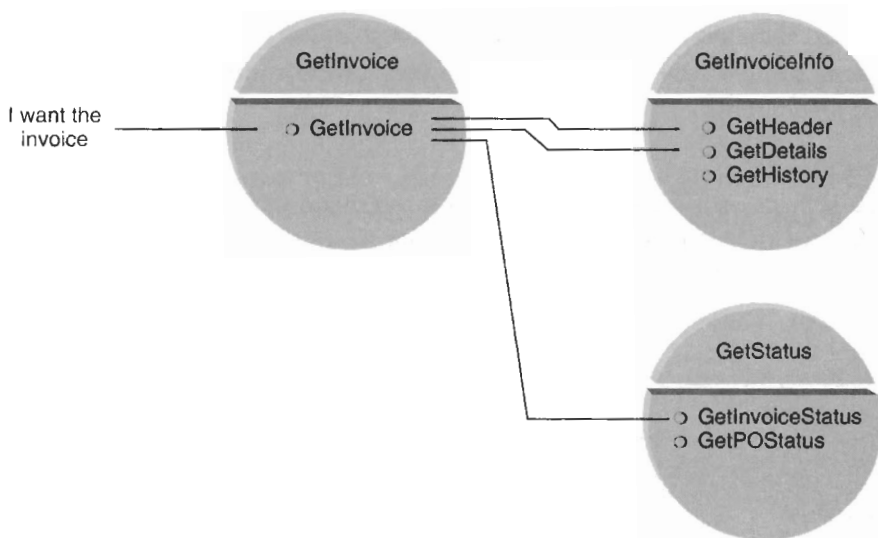 GetInvoice
GetInvoiceInfo
I want the
invoice
GetInvoice
GetHeader
GetDetails
GetHistory
GetStatus
GetInvoiceStatus
GetPOStatus